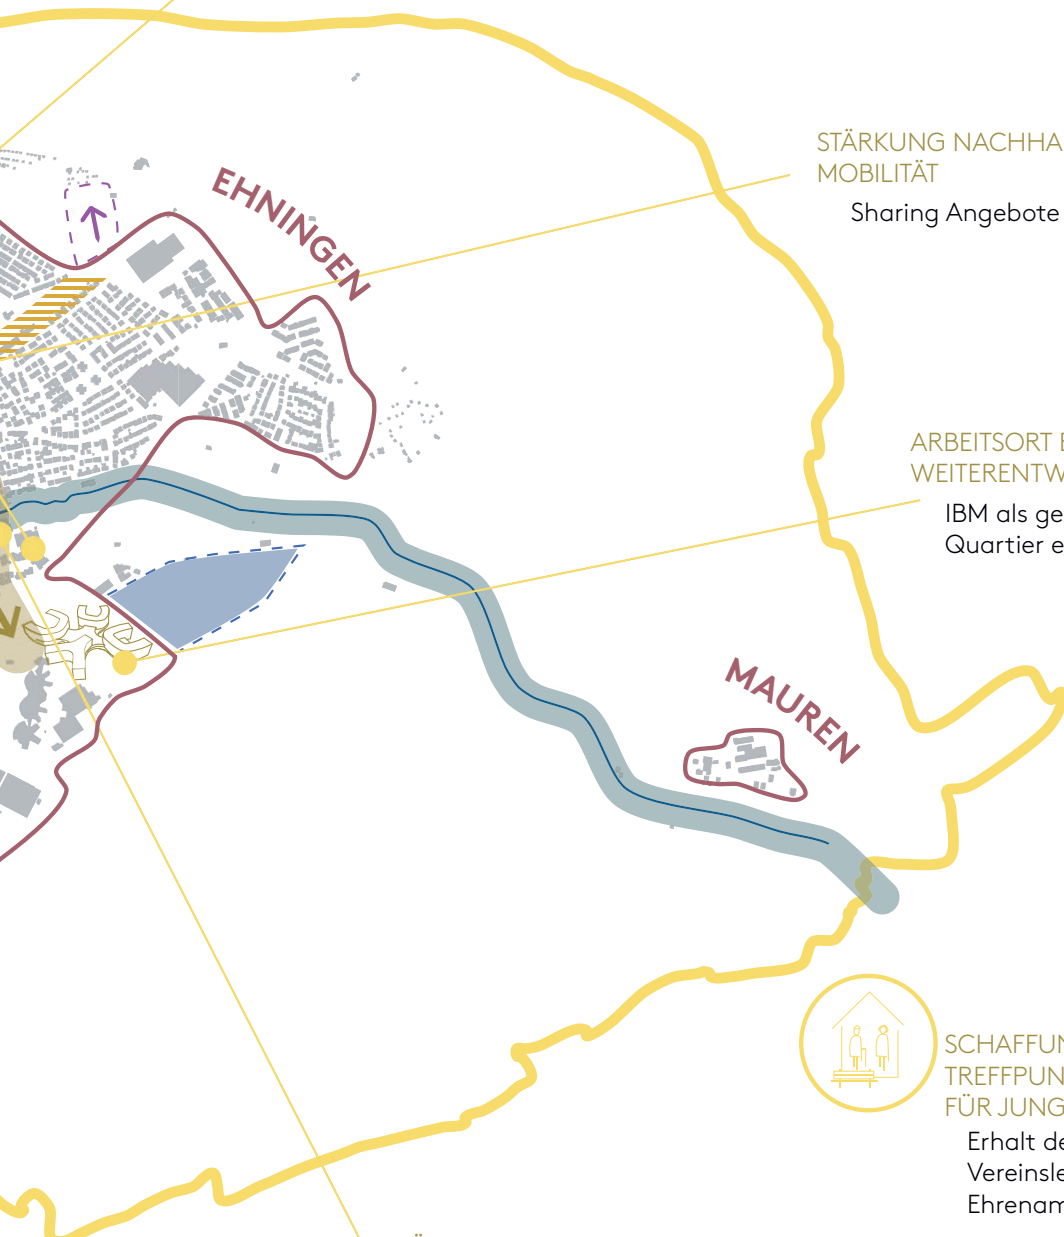 STÄRKUNG NACHHA
MOBILITÄT
Sharing Angebote
EHNINGEN
ARBEITSORT
WEITERENTW
IBM als ge
Quartier e
MAUREN
SCHAFFUN
TREFFPUN
FÜR JUNG
Erhalt de
Vereinsle
Ehrenam